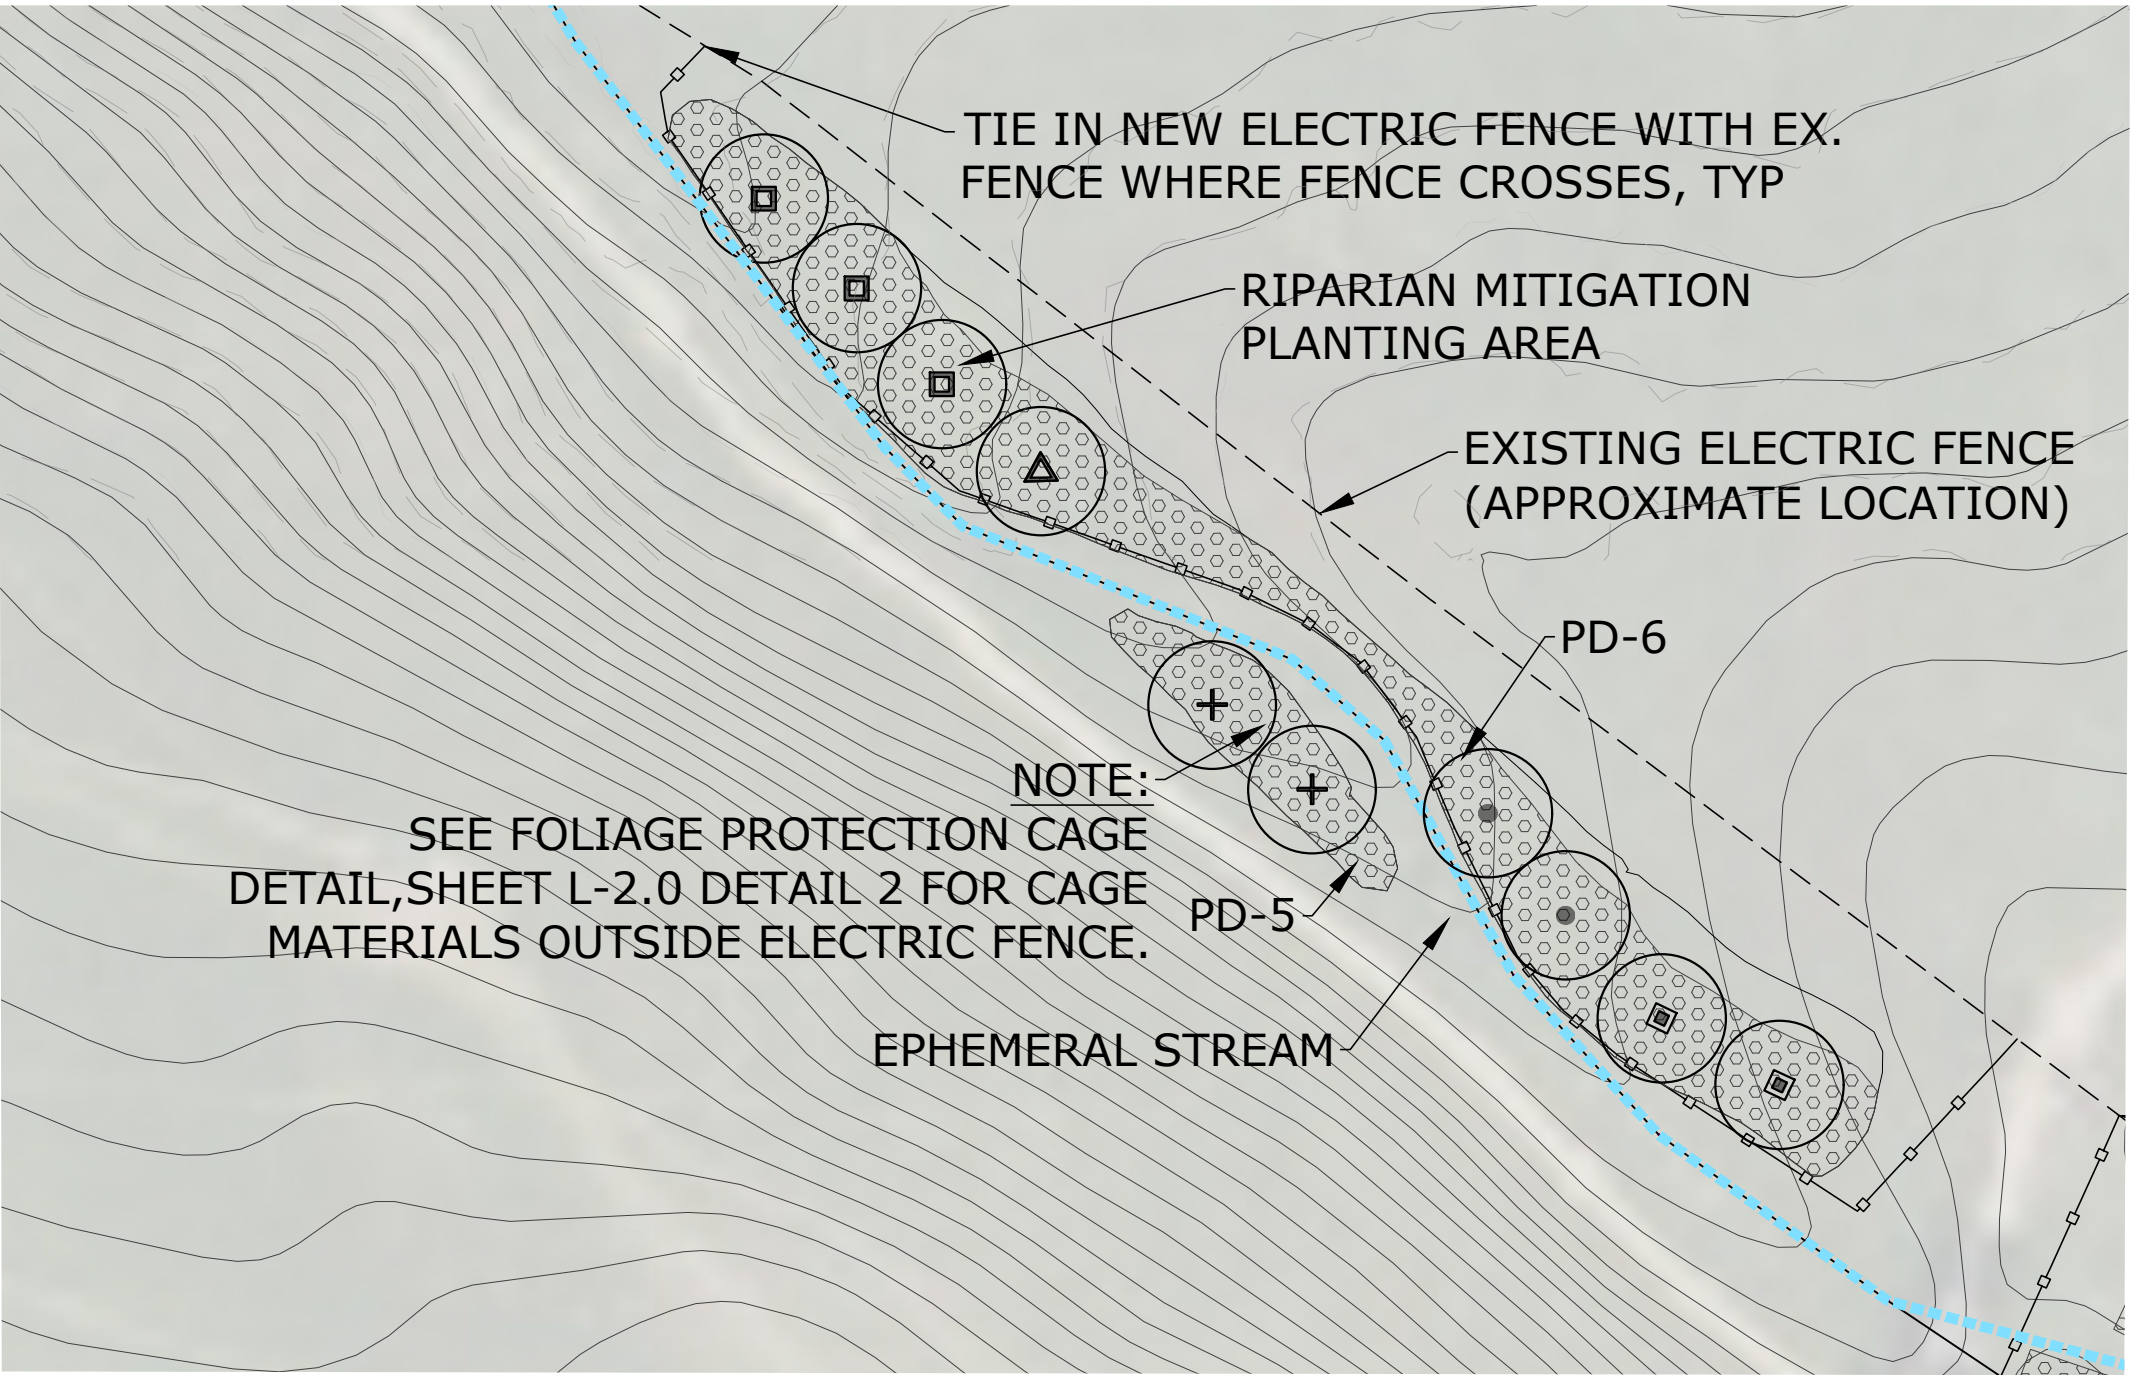 TIE IN NEW ELECTRIC FENCE WITH EX.
FENCE WHERE FENCE CROSSES, TYP
RIPARIAN MITIGATION
PLANTING AREA
EXISTING ELECTRIC FENCE
(APPROXIMATE LOCATION)
PD-6
NOTE:
SEE FOLIAGE PROTECTION CAGE
DETAIL,SHEET L-2.0 DETAIL 2 FOR CAGE
MATERIALS OUTSIDE ELECTRIC FENCE.
PD-5
EPHEMERAL STREAM